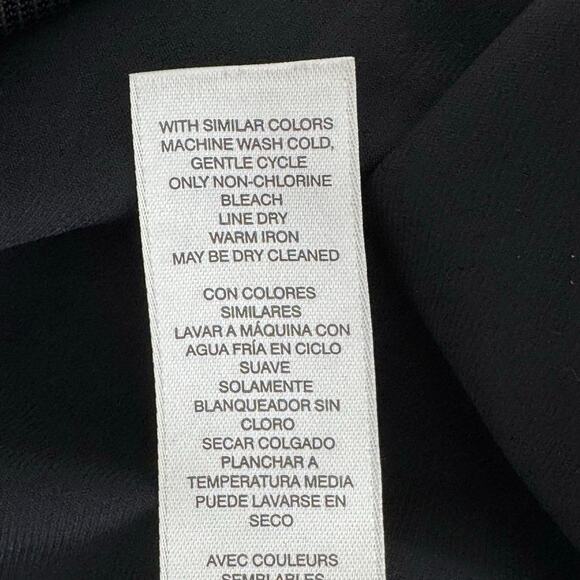 WITH SIMILAR COLORS
MACHINE WASH COLD,
GENTLE CYCLE
ONLY NON-CHLORINE
BLEACH
LINE DRY
WARM IRON
MAY BE DRY CLEANED
CON COLORES
SIMILARES
LAVAR A MÁQUINA CON
AGUA FRÍA EN CICLO
SUAVE
SOLAMENTE
BLANQUEADOR SIN
CLORO
SECAR COLGADO
PLANCHAR A
TEMPERATURA MEDIA
PUEDE LAVARSE EN
SECO
AVEC COULEURS
SEMBLABLES